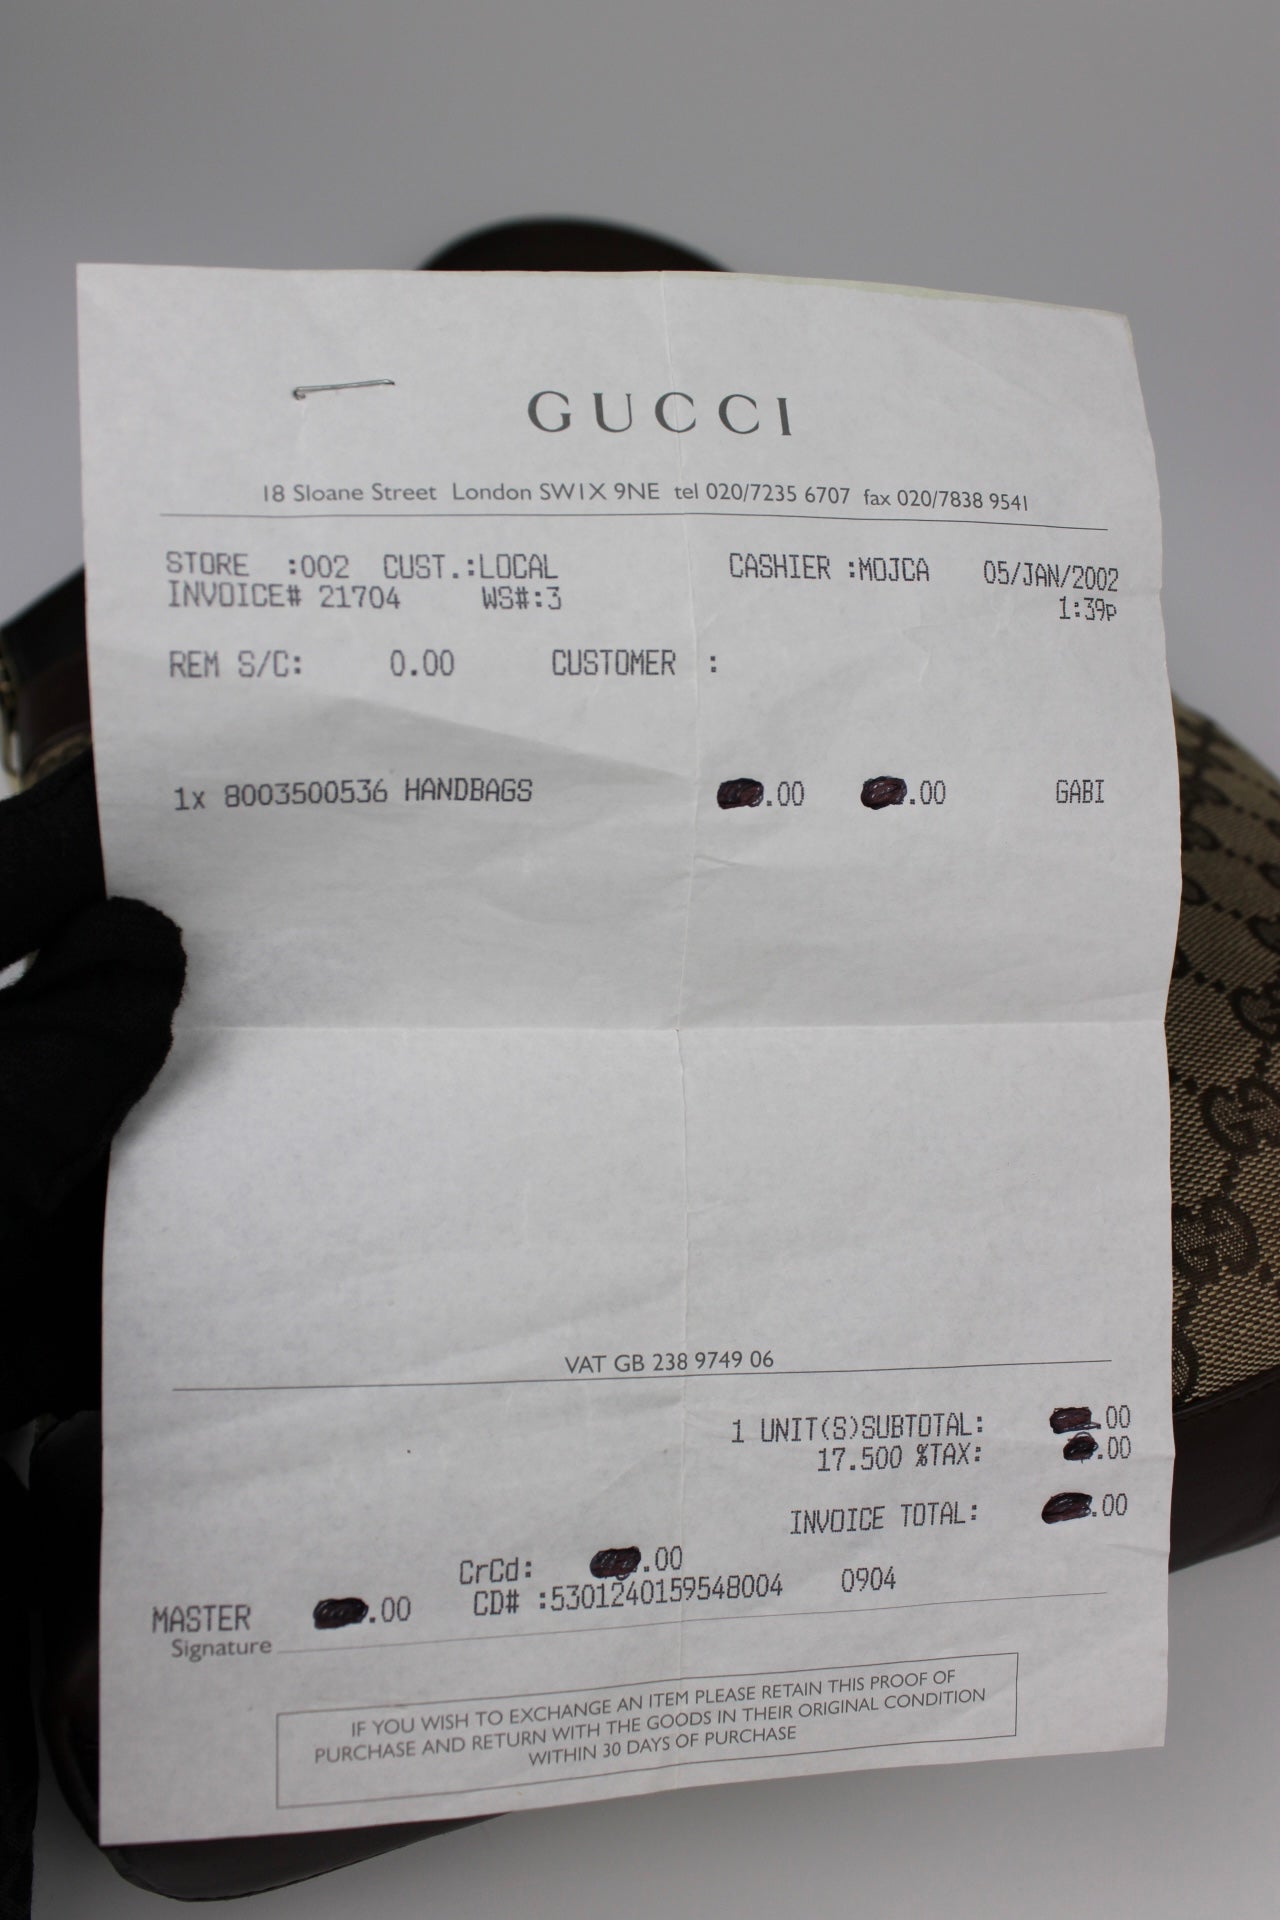 GUCCI
18 Sloane Street London SW1X 9NE tel 020/7235 6707 fax 020/7838 9541
STORE :002 CUST.:LOCAL CASHIER :MOJCA 05/JAN/2002
INVOICE# 21704 WS#:3 1:39p
REM S/C: 0.00 CUSTOMER :
1x 8003500536 HANDBAGS .00 .00 GABI
VAT GB 238 9749 06
1 UNIT(S)SUBTOTAL: .00
17.500 %TAX: .00
INVOICE TOTAL: .00
CrCd: .00
CD# :5301240159548004 0904
MASTER .00
Signature
IF YOU WISH TO EXCHANGE AN ITEM PLEASE RETAIN THIS PROOF OF
PURCHASE AND RETURN WITH THE GOODS IN THEIR ORIGINAL CONDITION
WITHIN 30 DAYS OF PURCHASE